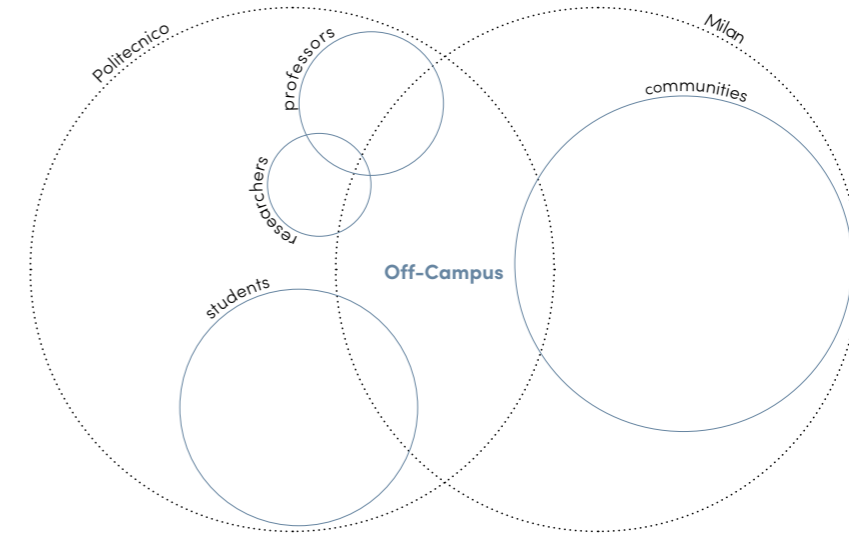 Politecnico
Milan
professors
communities
researchers
Off-Campus
students